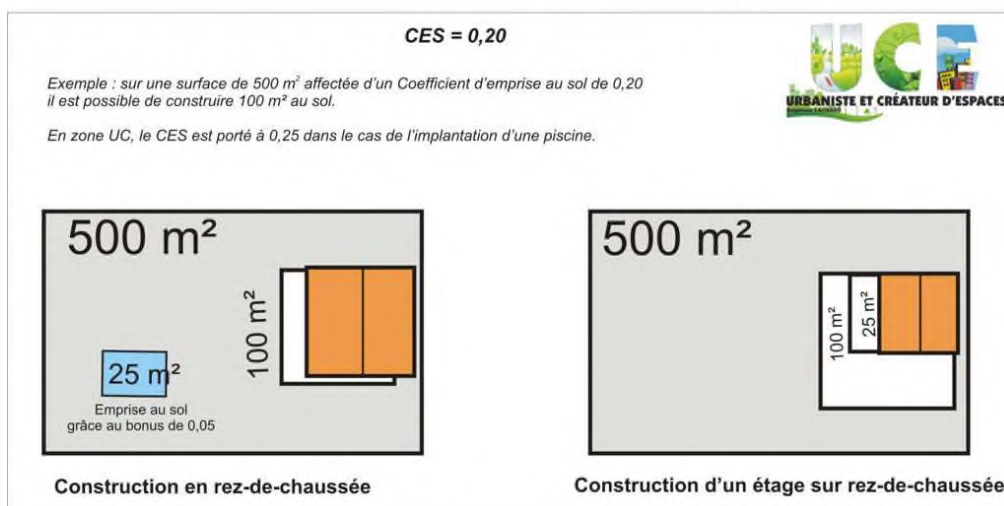 CES = 0,20
Exemple : sur une surface de 500 m² affectée d'un Coefficient d'emprise au sol de 0,20
il est possible de construire 100 m² au sol.
En zone UC, le CES est porté à 0,25 dans le cas de l'implantation d'une piscine.
UCE
URBANISTE ET CRÉATEUR D'ESPACES
500 m²
100 m²
25 m²
Emprise au sol
grâce au bonus de 0,05
Construction en rez-de-chaussée
500 m²
100 m²
25 m²
Construction d'un étage sur rez-de-chaussée